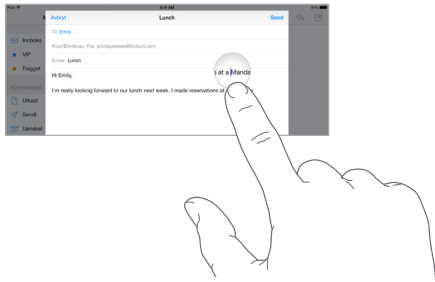 iPad
9:41 AM
Avbryt Lunch Send
Til: Emily
Kopi/Blindkopi, Fra: johnappleseed@icloud.com
Emne: Lunch
Innboks
VIP
Flagget
Hi Emily,
s at a Manda
I'm really looking forward to our lunch next week. I made reservations at
Utkast
Sendt
Uønsket